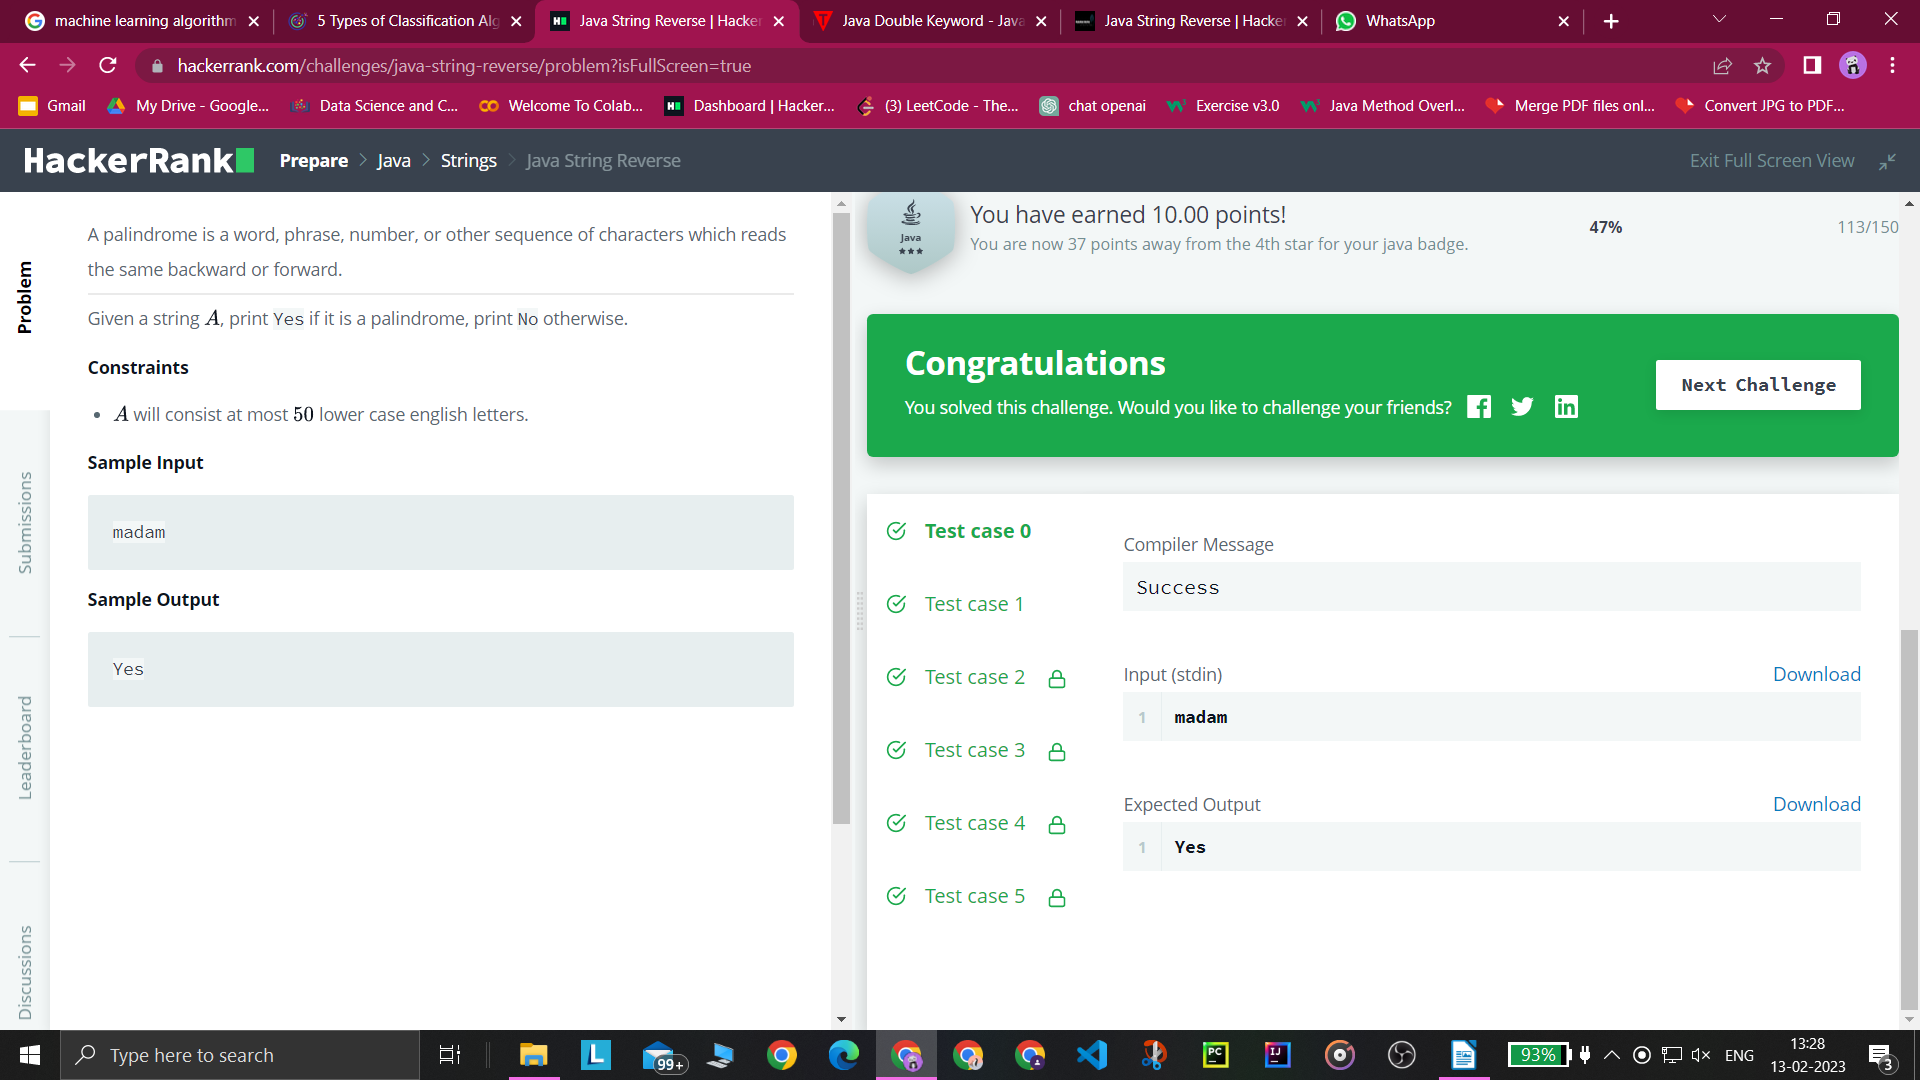 machine learning algorithm
5 Types of Classification Alg
Java String Reverse | Hacker
Java Double Keyword - Java
Java String Reverse | Hacker
WhatsApp
hackerrank.com/challenges/java-string-reverse/problem?isFullScreen=true
Gmail
My Drive - Google...
Data Science and C...
Welcome To Colab...
Dashboard | Hacker...
(3) LeetCode - The...
chat openai
Exercise v3.0
Java Method Overl...
Merge PDF files onl...
Convert JPG to PDF...
HackerRank
Prepare > Java > Strings > Java String Reverse
Exit Full Screen View
Problem
Submissions
Leaderboard
Discussions
A palindrome is a word, phrase, number, or other sequence of characters which reads
the same backward or forward.
Given a string A, print Yes if it is a palindrome, print No otherwise.
Constraints
• A will consist at most 50 lower case english letters.
Sample Input
madam
Sample Output
Yes
Java
You have earned 10.00 points!
You are now 37 points away from the 4th star for your java badge.
47%
113/150
Congratulations
You solved this challenge. Would you like to challenge your friends?
Next Challenge
Test case 0
Test case 1
Test case 2
Test case 3
Test case 4
Test case 5
Compiler Message
Success
Input (stdin)
Download
1 madam
Expected Output
Download
1 Yes
Type here to search
99+
93%
ENG
13:28
13-02-2023
3